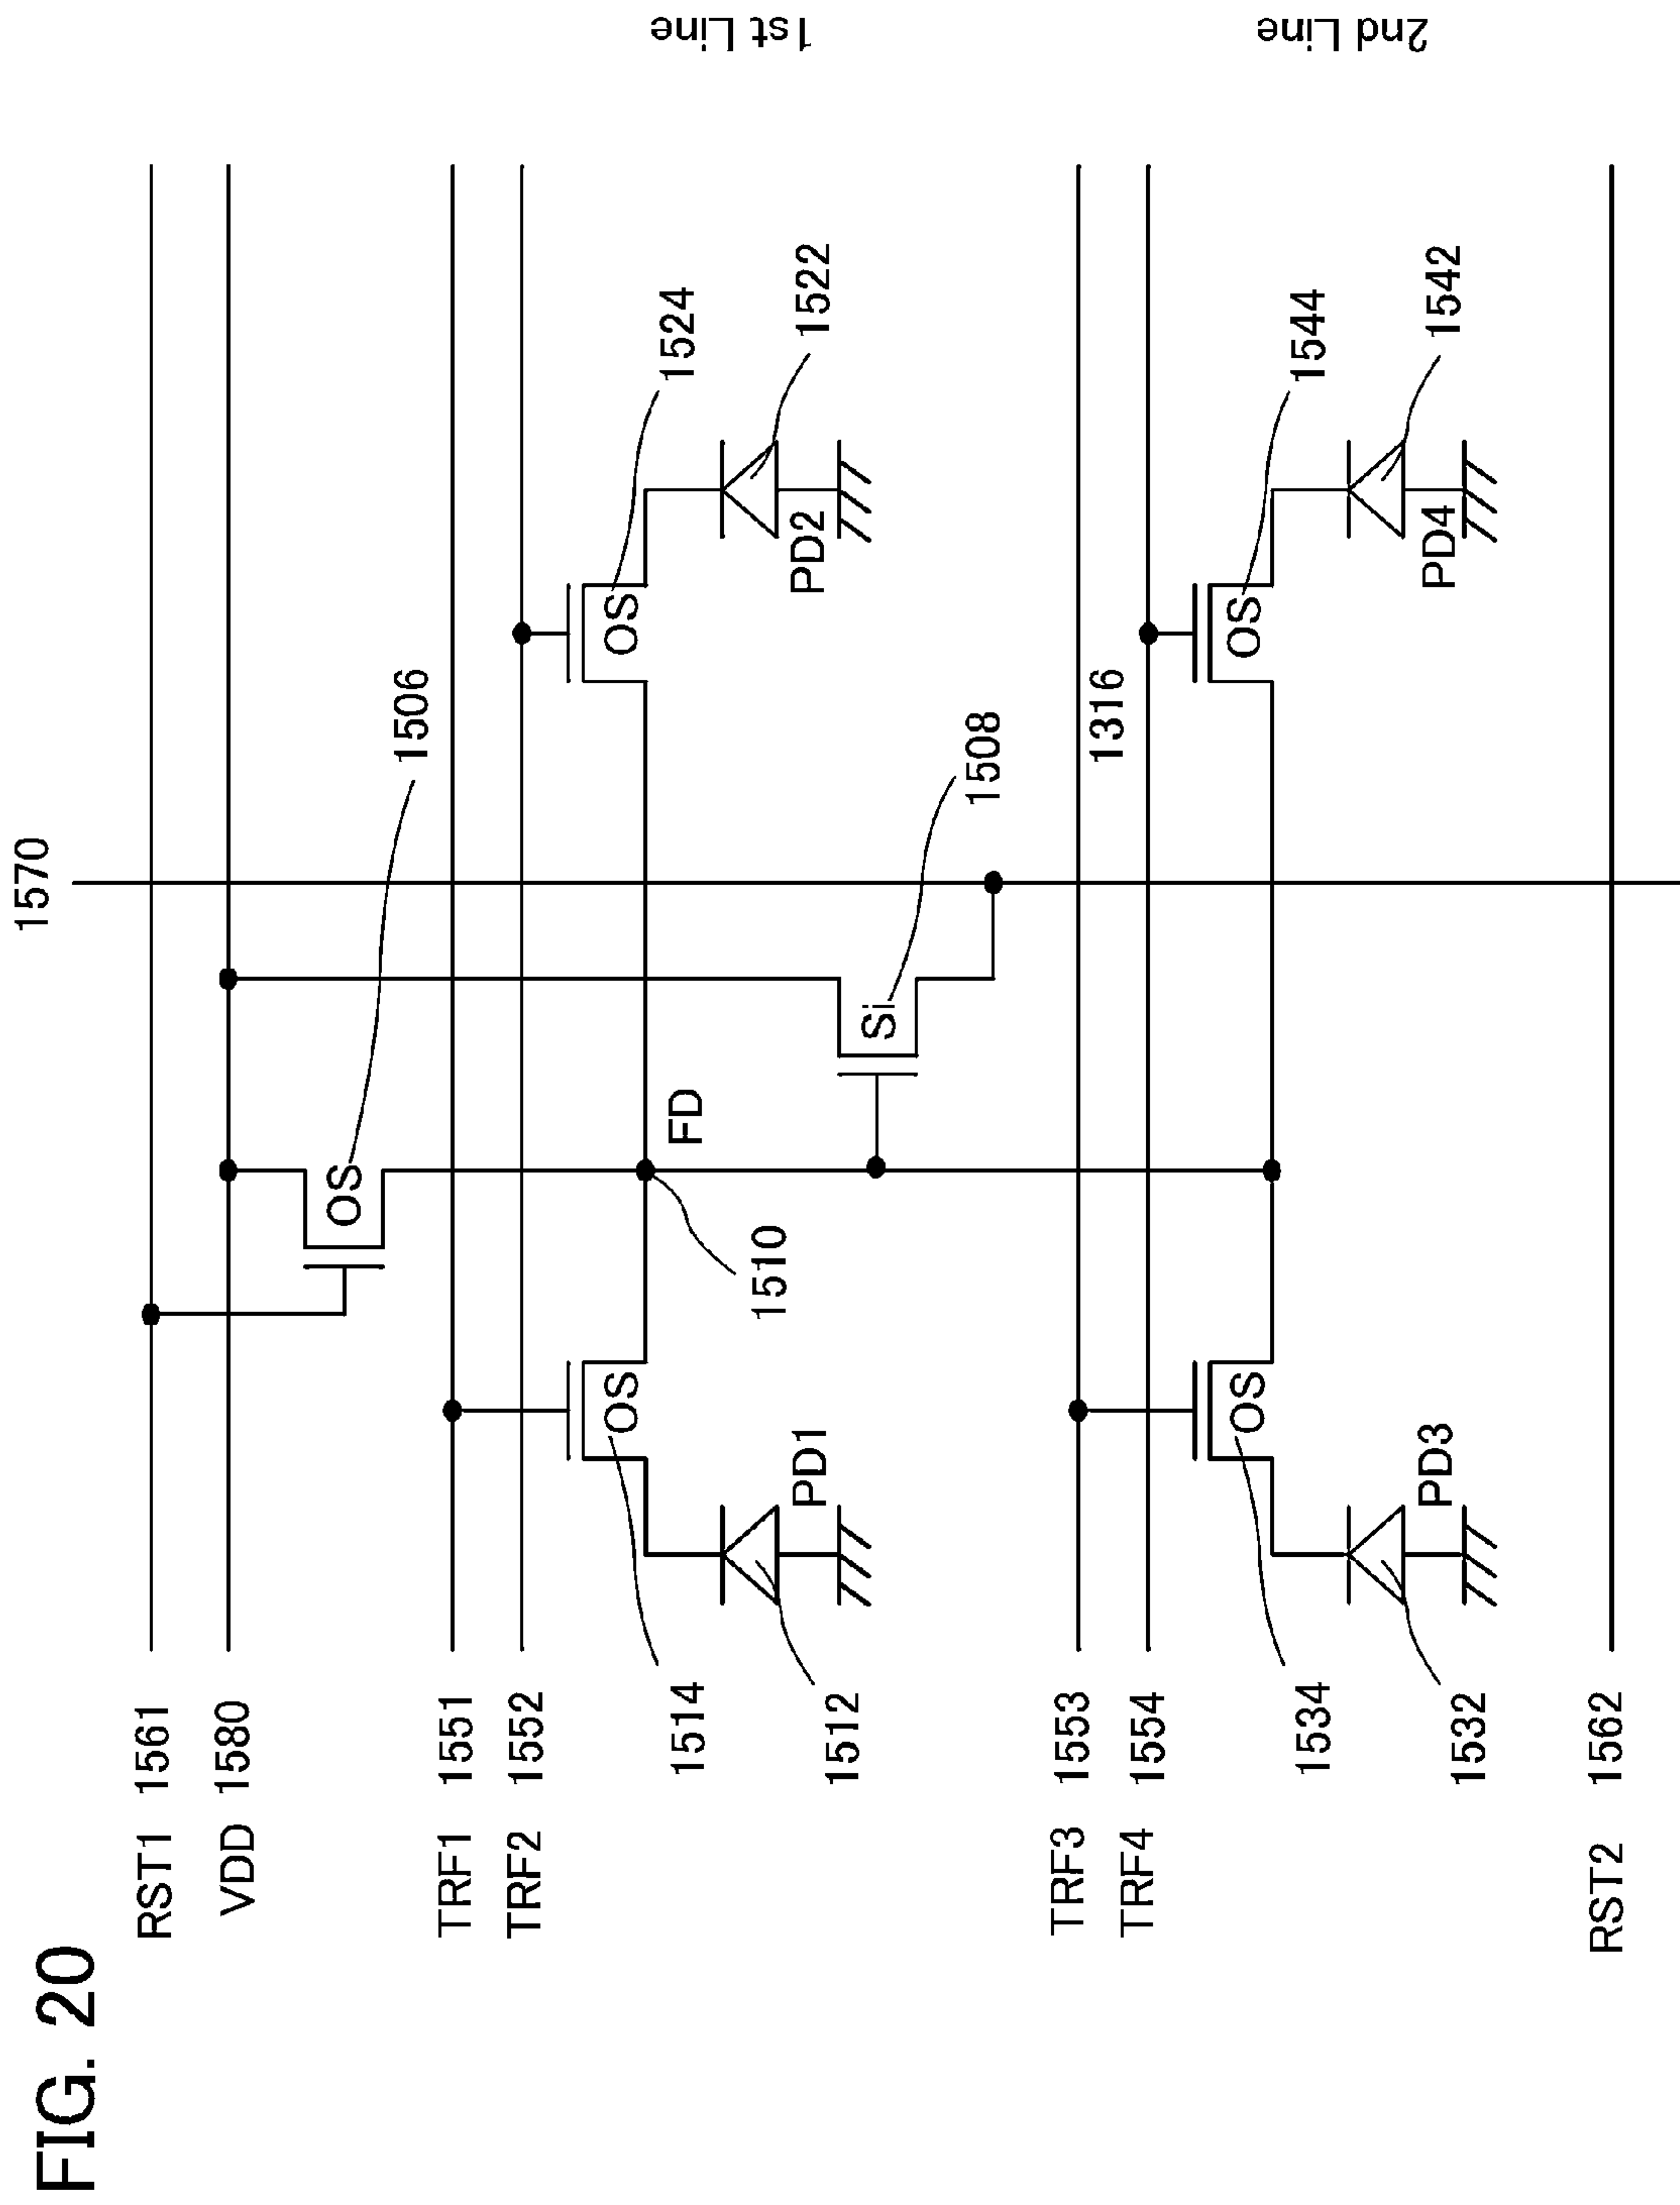 FIG. 20
1570
RST1 1561
VDD 1580
1506
OS
TRF1 1551
TRF2 1552
OS
FD
OS
1524
1514
1st Line
PD1
1510
PD2
1522
1512
Si
1508
TRF3 1553
1316
TRF4 1554
OS
OS
1544
1534
2nd Line
PD3
PD4
1542
1532
RST2 1562